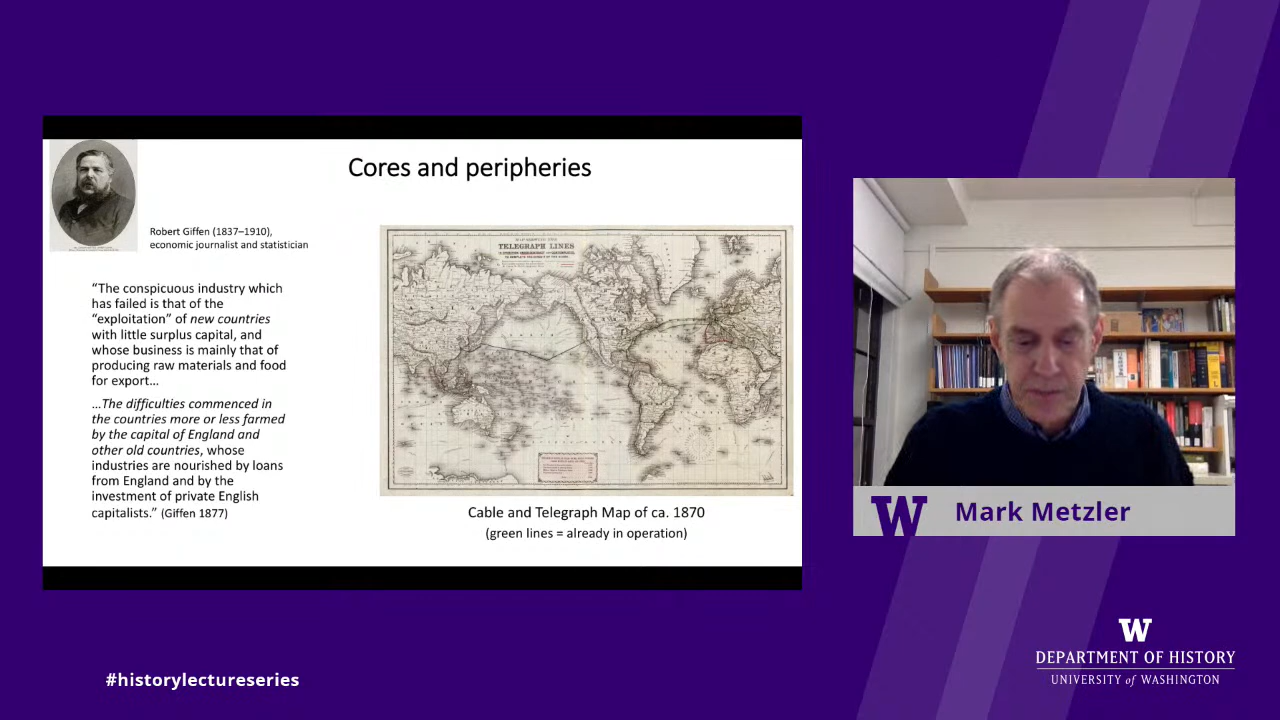 Cores and peripheries
Robert Giffen (1837–1910),
economic journalist and statistician
“The conspicuous industry which
has failed is that of the
“exploitation” of new countries
with little surplus capital, and
whose business is mainly that of
producing raw materials and food
for export…
…The difficulties commenced in
the countries more or less farmed
by the capital of England and
other old countries, whose
industries are nourished by loans
from England and by the
investment of private English
capitalists.” (Giffen 1877)
TELEGRAPH LINES
Cable and Telegraph Map of ca. 1870
(green lines = already in operation)
W Mark Metzler
W
DEPARTMENT OF HISTORY
UNIVERSITY of WASHINGTON
#historylectureseries